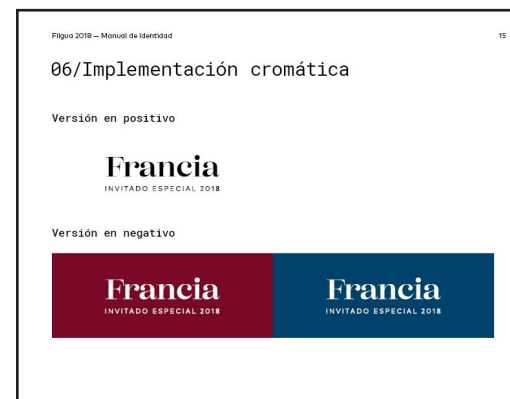 Filgua 2018 — Manual de Identidad
15
06/Implementación cromática
Versión en positivo
Francia
INVITADO ESPECIAL 2018
Versión en negativo
Francia
INVITADO ESPECIAL 2018
Francia
INVITADO ESPECIAL 2018